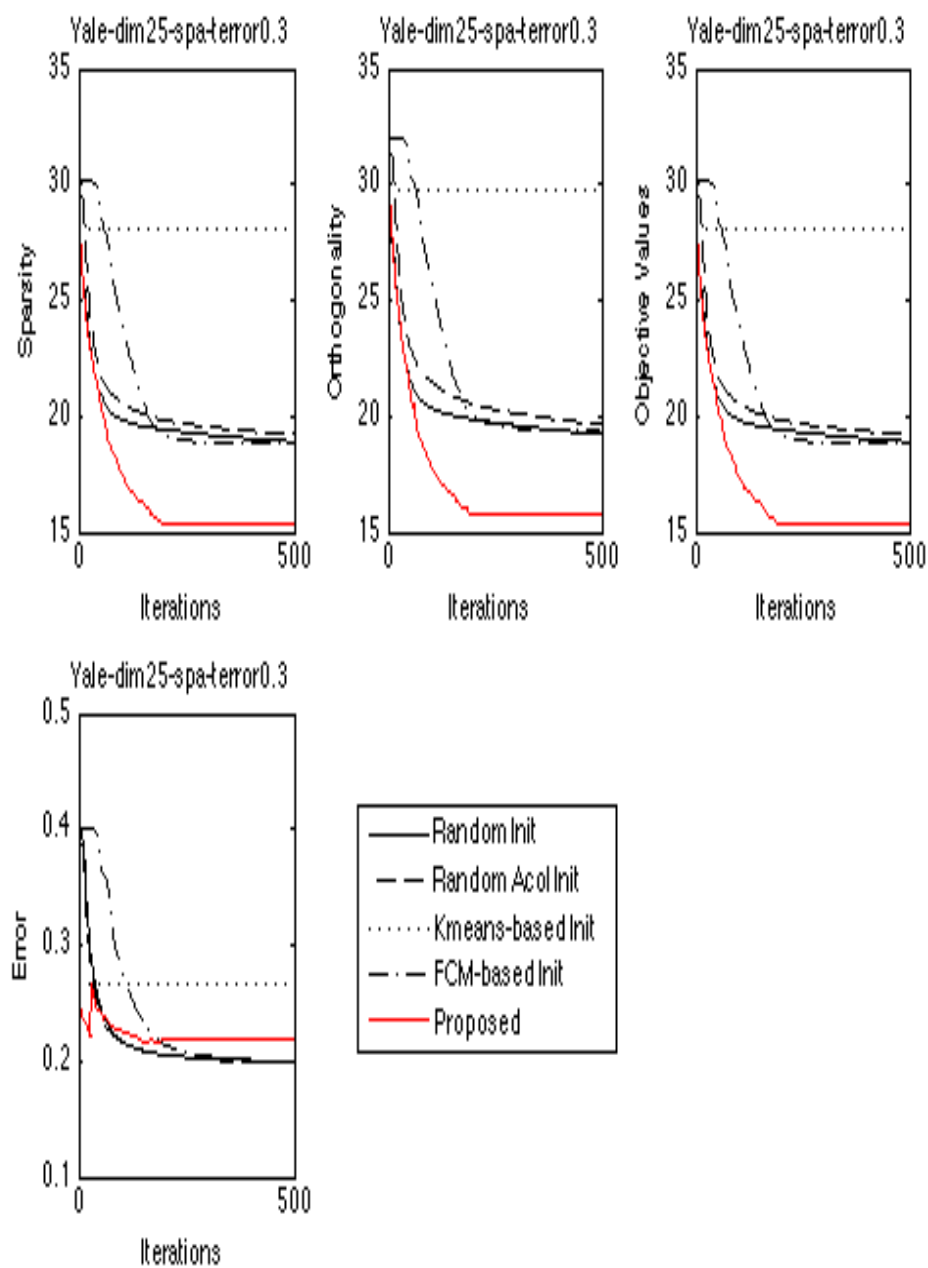 Yale-dim25-spa-terror0.3
Yale-dim25-spa-terror0.3
Yale-dim25-spa-terror0.3
35
30
25
20
15
Sparsity
0
500
Iterations
35
30
25
20
15
Orthogonality
0
500
Iterations
35
30
25
20
15
Objective Values
0
500
Iterations
Yale-dim25-spa-terror0.3
0.5
0.4
0.3
0.2
0.1
Error
0
500
Iterations
Random Init
Random Acol Init
Kmeans-based Init
FCM-based Init
Proposed